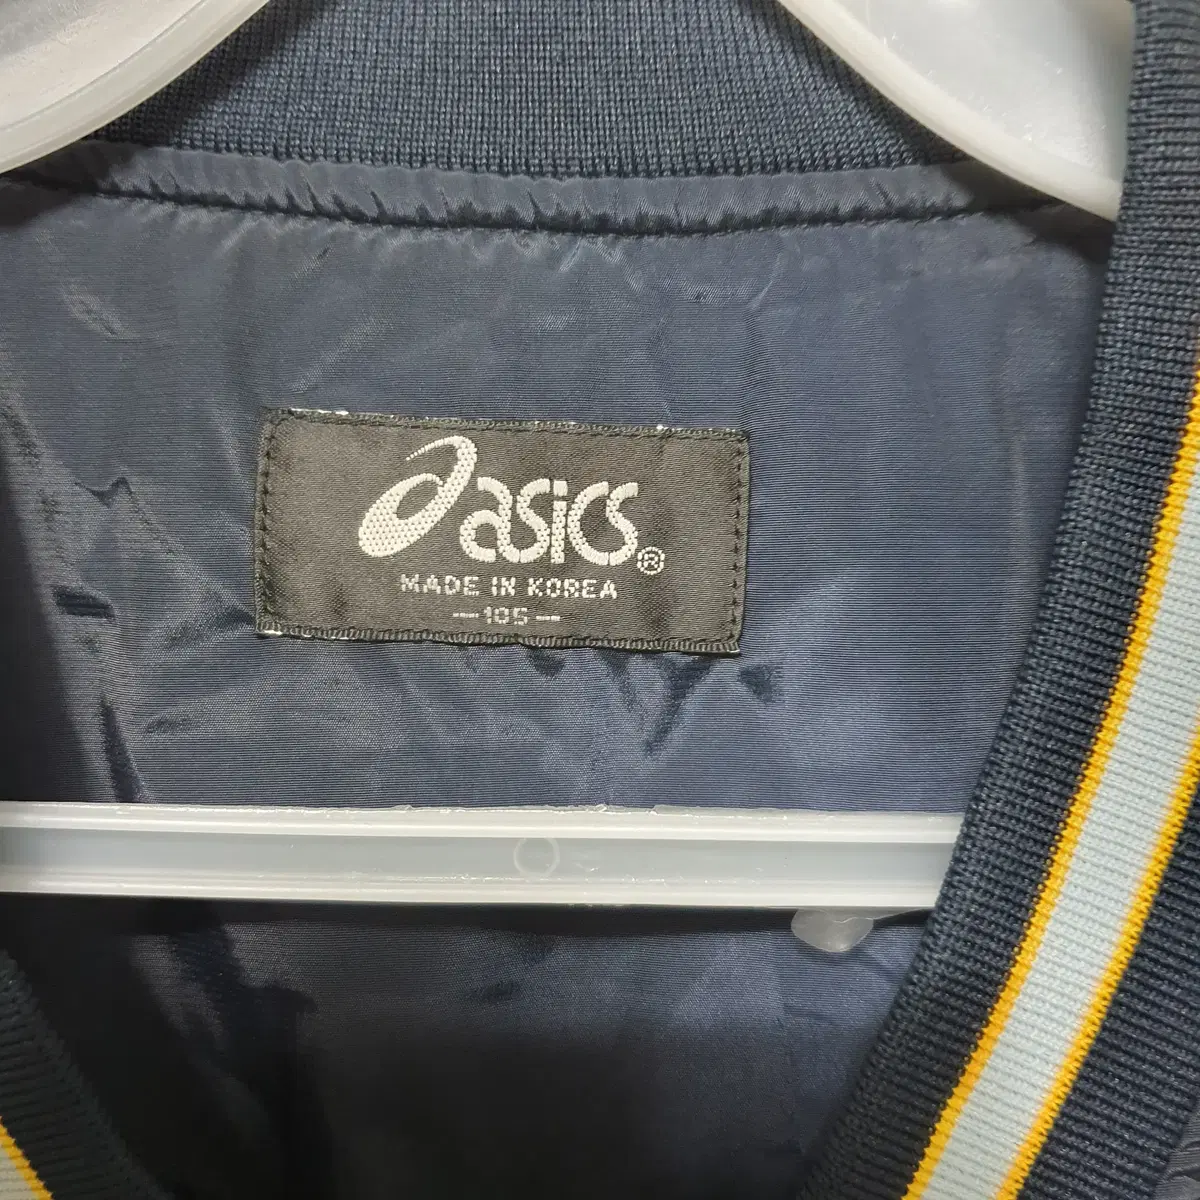 asics®
MADE IN KOREA
—105—